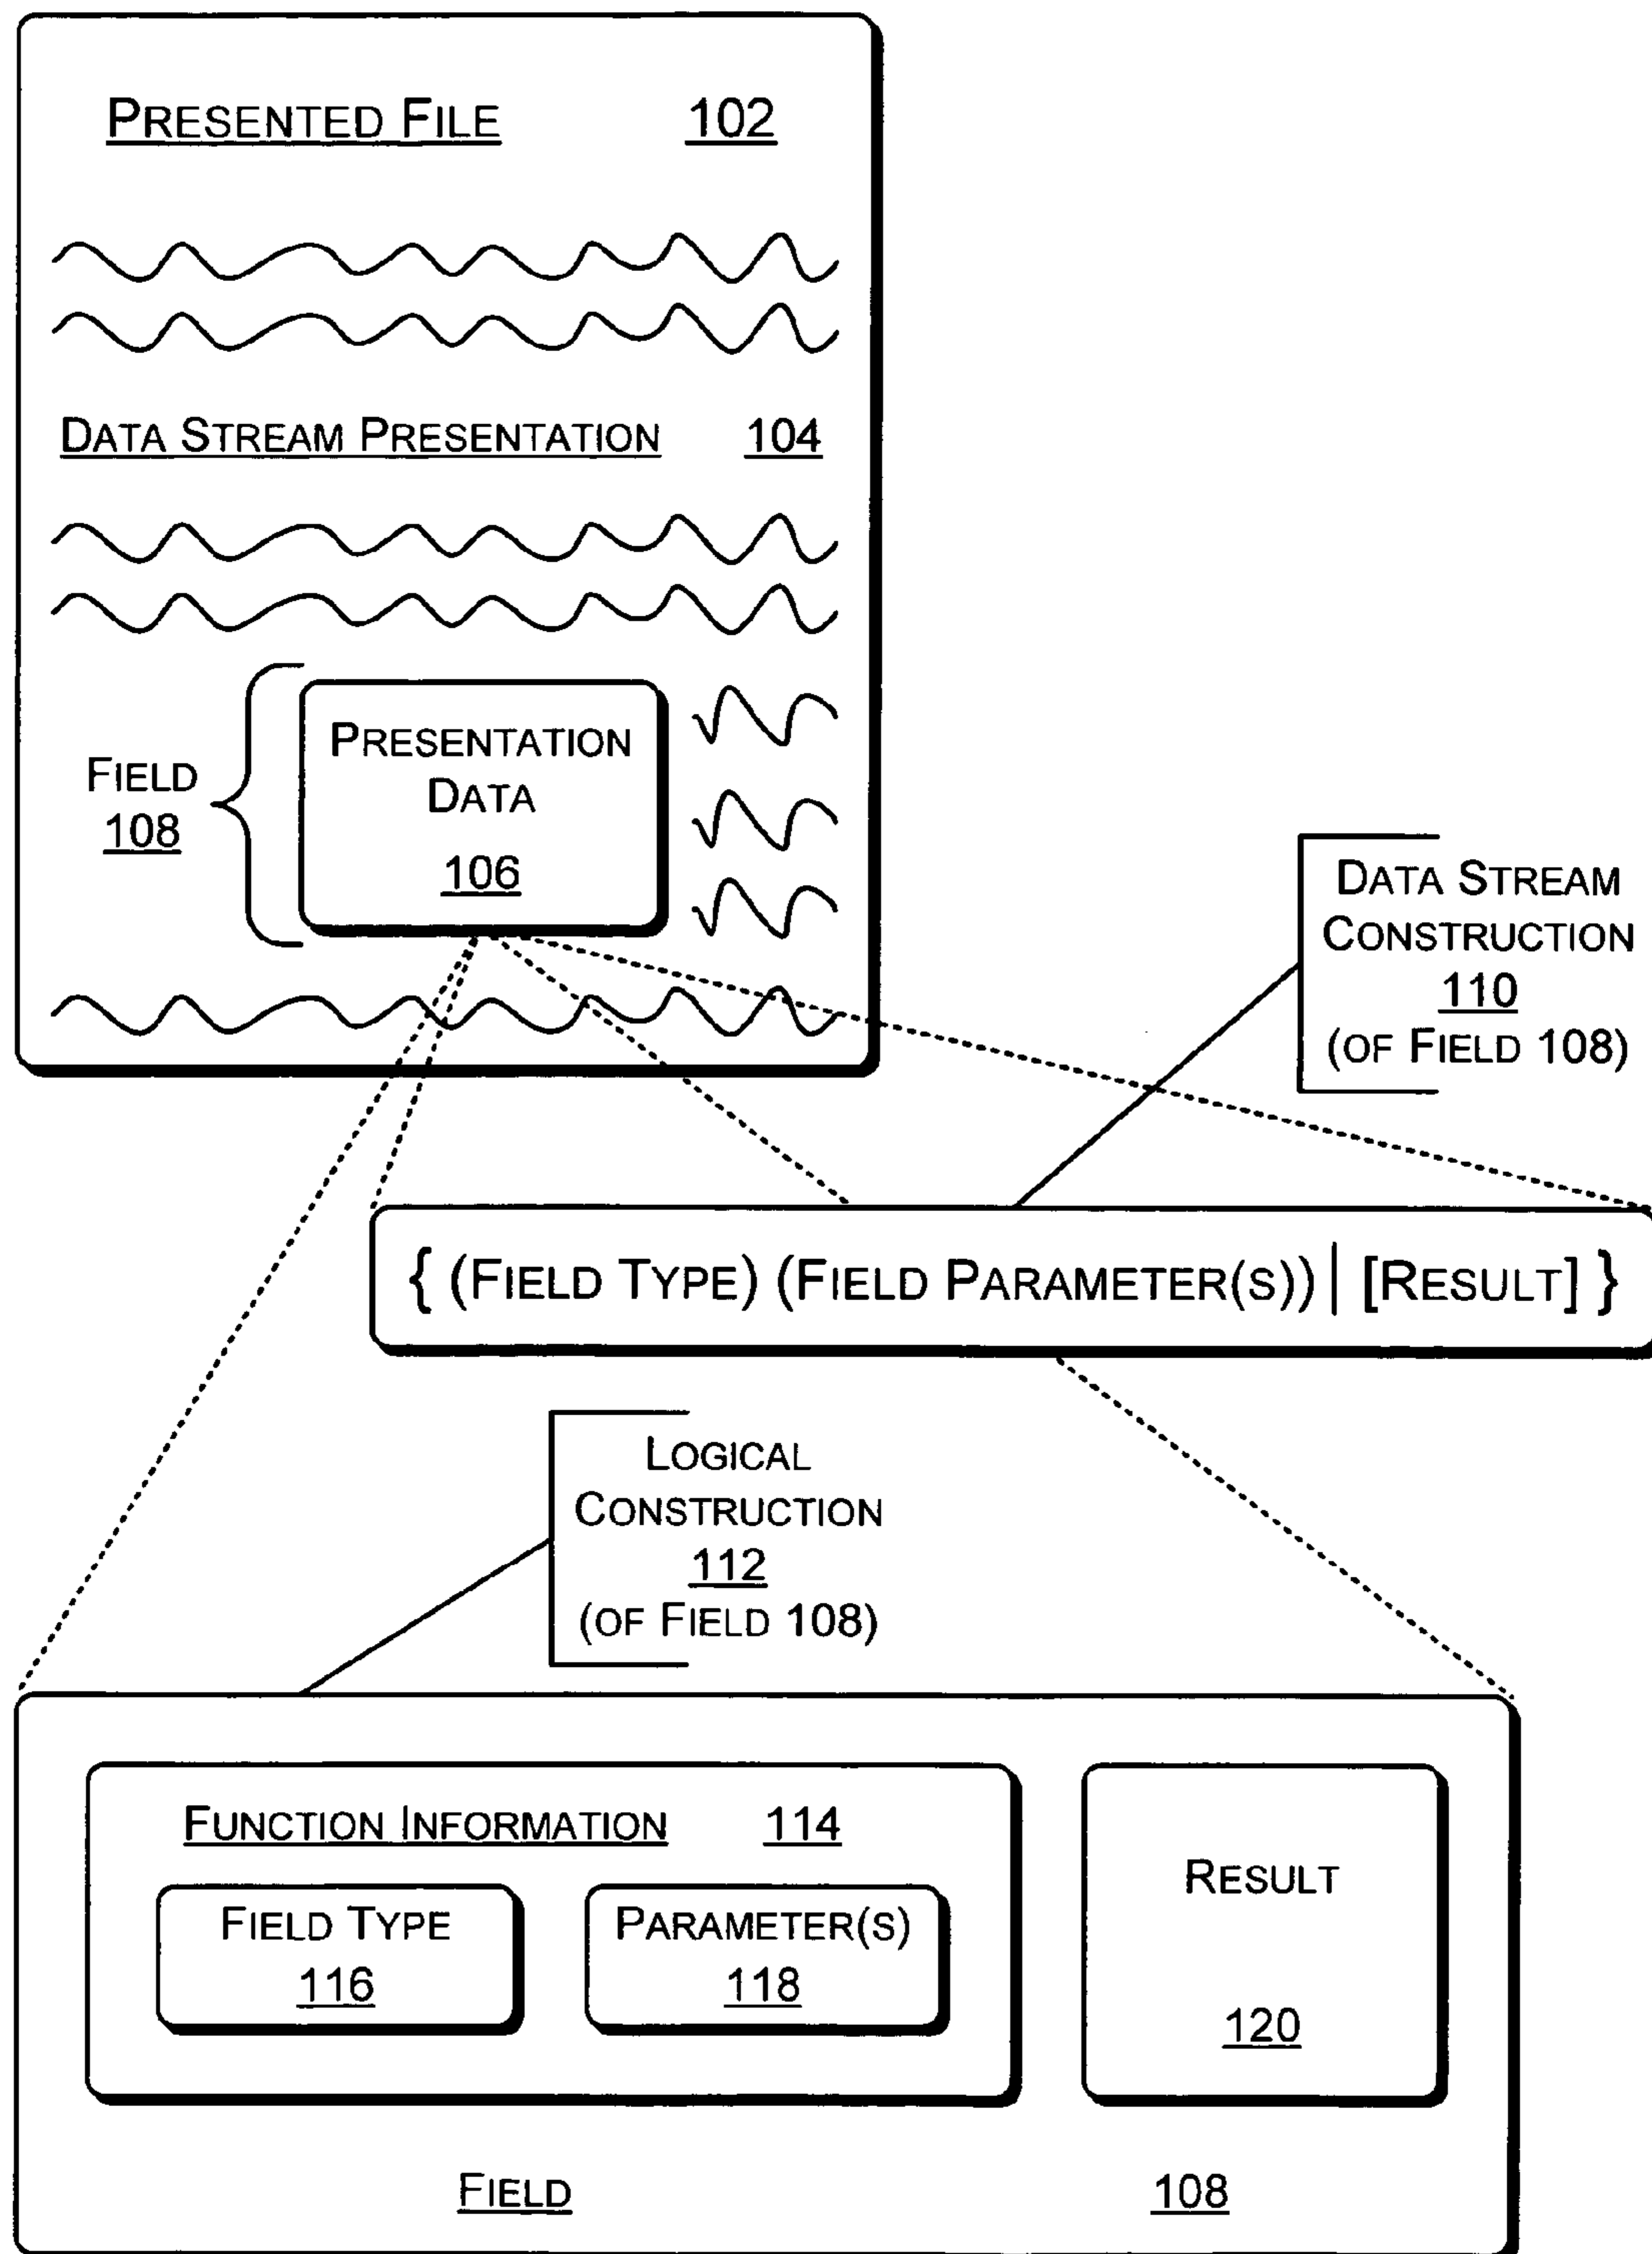 PRESENTED FILE 102
DATA STREAM PRESENTATION 104
FIELD
108
PRESENTATION
DATA
106
DATA STREAM
CONSTRUCTION
110
(OF FIELD 108)
{ (FIELD TYPE) (FIELD PARAMETER(S)) | [RESULT] }
LOGICAL
CONSTRUCTION
112
(OF FIELD 108)
FUNCTION INFORMATION 114
FIELD TYPE
116
PARAMETER(S)
118
RESULT
120
FIELD 108